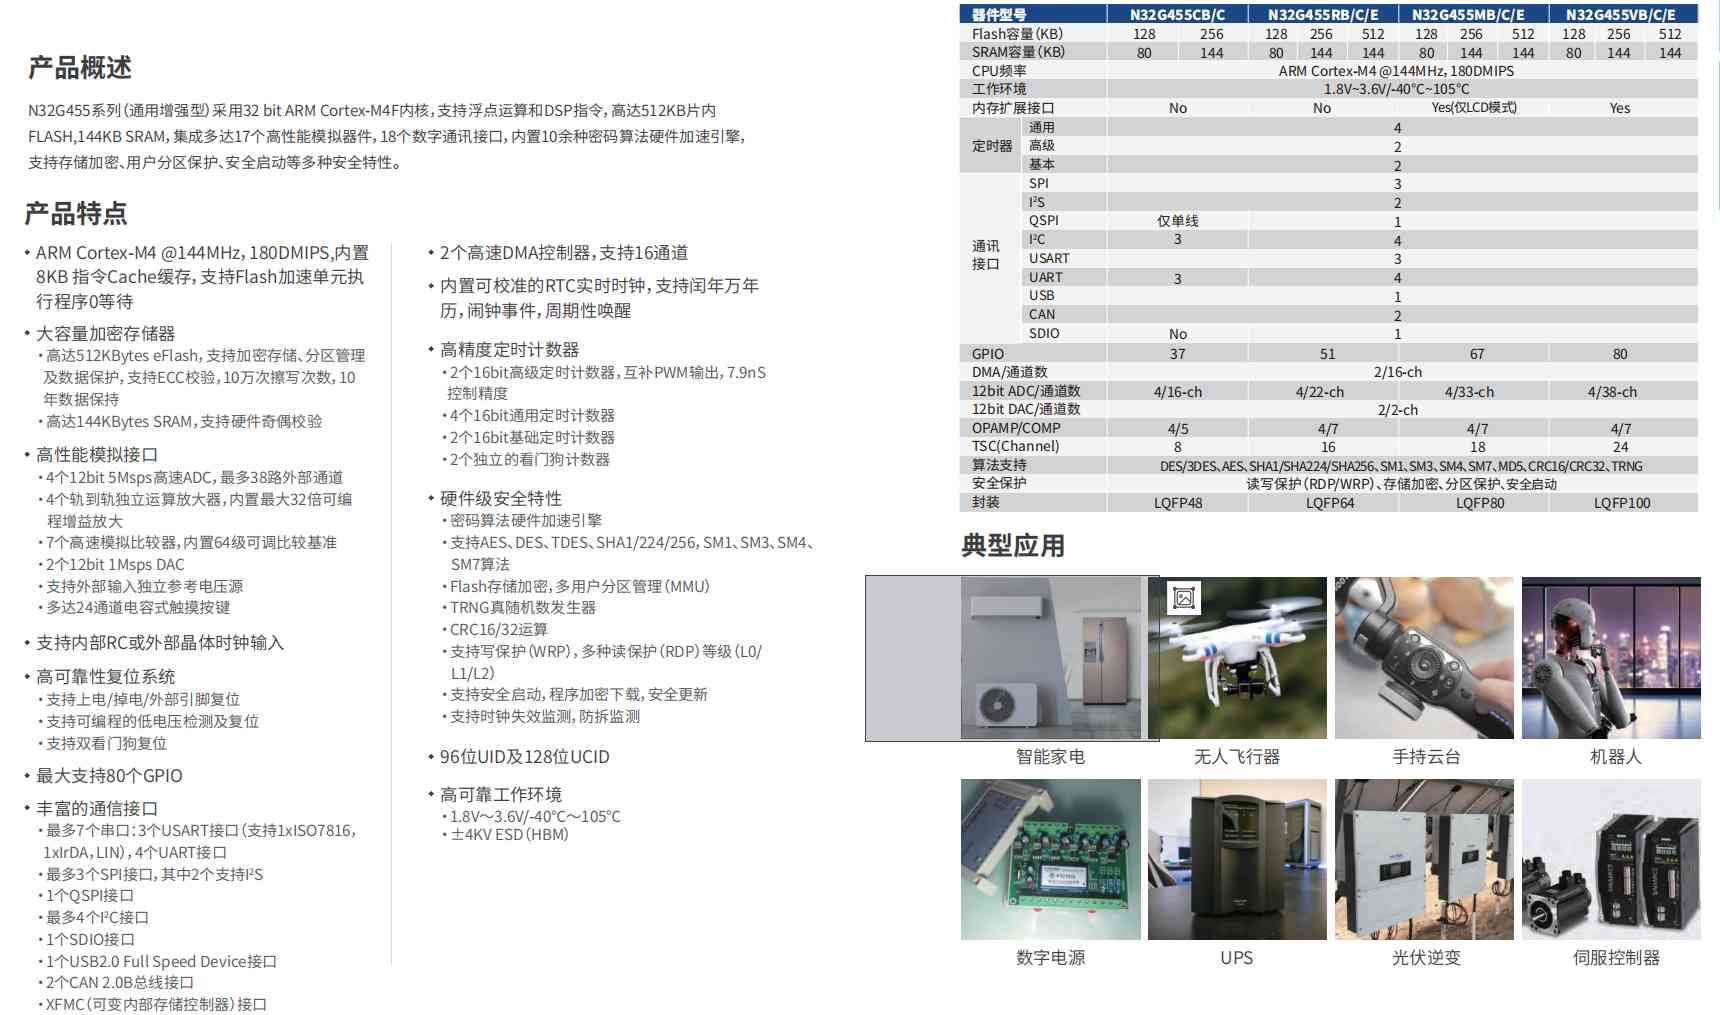 产品概述
N32G455系列（通用增强型）采用32 bit ARM Cortex-M4F内核，支持浮点运算和DSP指令，高达512KB片内
FLASH,144KB SRAM，集成多达17个高性能模拟器件，18个数字通讯接口，内置10余种密码算法硬件加速引擎，
支持存储加密、用户分区保护、安全启动等多种安全特性。
产品特点
• ARM Cortex-M4 @144MHz，180DMIPS,内置
8KB 指令Cache缓存，支持Flash加速单元执
行程序0等待
• 大容量加密存储器
•高达512KBytes eFlash，支持加密存储、分区管理
及数据保护，支持ECC校验，10万次擦写次数，10
年数据保持
•高达144KBytes SRAM，支持硬件奇偶校验
• 高性能模拟接口
•4个12bit 5Msps高速ADC，最多38路外部通道
•4个轨到轨独立运算放大器，内置最大32倍可编
程增益放大
•7个高速模拟比较器，内置64级可调比较基准
•2个12bit 1Msps DAC
•支持外部输入独立参考电压源
•多达24通道电容式触摸按键
• 支持内部RC或外部晶体时钟输入
• 高可靠性复位系统
•支持上电/掉电/外部引脚复位
•支持可编程的低电压检测及复位
•支持双看门狗复位
• 最大支持80个GPIO
• 丰富的通信接口
•最多7个串口：3个USART接口（支持1xISO7816，
1xIrDA，LIN），4个UART接口
•最多3个SPI接口，其中2个支持I²S
•1个QSPI接口
•最多4个I²C接口
•1个SDIO接口
•1个USB2.0 Full Speed Device接口
•2个CAN 2.0B总线接口
•XFMC（可变内部存储控制器）接口
• 2个高速DMA控制器，支持16通道
• 内置可校准的RTC实时时钟，支持闰年万年
历，闹钟事件，周期性唤醒
• 高精度定时计数器
•2个16bit高级定时计数器，互补PWM输出，7.9nS
控制精度
•4个16bit通用定时计数器
•2个16bit基础定时计数器
•2个独立的看门狗计数器
• 硬件级安全特性
•密码算法硬件加速引擎
•支持AES、DES、TDES、SHA1/224/256，SM1、SM3、SM4、
SM7算法
•Flash存储加密，多用户分区管理（MMU）
•TRNG真随机数发生器
•CRC16/32运算
•支持写保护（WRP），多种读保护（RDP）等级（L0/
L1/L2）
•支持安全启动，程序加密下载，安全更新
•支持时钟失效监测，防拆监测
• 96位UID及128位UCID
• 高可靠工作环境
•1.8V～3.6V/-40℃～105℃
•±4KV ESD（HBM）
器件型号 N32G455CB/C N32G455RB/C/E N32G455MB/C/E N32G455VB/C/E
Flash容量（KB） 128 256 128 256 512 128 256 512 128 256 512
SRAM容量（KB） 80 144 80 144 144 80 144 144 80 144 144
CPU频率 ARM Cortex-M4 @144MHz，180DMIPS
工作环境 1.8V~3.6V/-40℃~105℃
内存扩展接口 No No Yes(仅LCD模式) Yes
定时器 通用 4
高级 2
基本 2
通讯接口 SPI 3
I²S 2
QSPI 仅单线 1
I²C 3 4
USART 3
UART 3 4
USB 1
CAN 2
SDIO No 1
GPIO 37 51 67 80
DMA/通道数 2/16-ch
12bit ADC/通道数 4/16-ch 4/22-ch 4/33-ch 4/38-ch
12bit DAC/通道数 2/2-ch
OPAMP/COMP 4/5 4/7 4/7 4/7
TSC(Channel) 8 16 18 24
算法支持 DES/3DES、AES、SHA1/SHA224/SHA256、SM1、SM3、SM4、SM7、MD5、CRC16/CRC32、TRNG
安全保护 读写保护（RDP/WRP）、存储加密、分区保护、安全启动
封装 LQFP48 LQFP64 LQFP80 LQFP100
典型应用
智能家电 无人飞行器 手持云台 机器人
数字电源 UPS 光伏逆变 伺服控制器